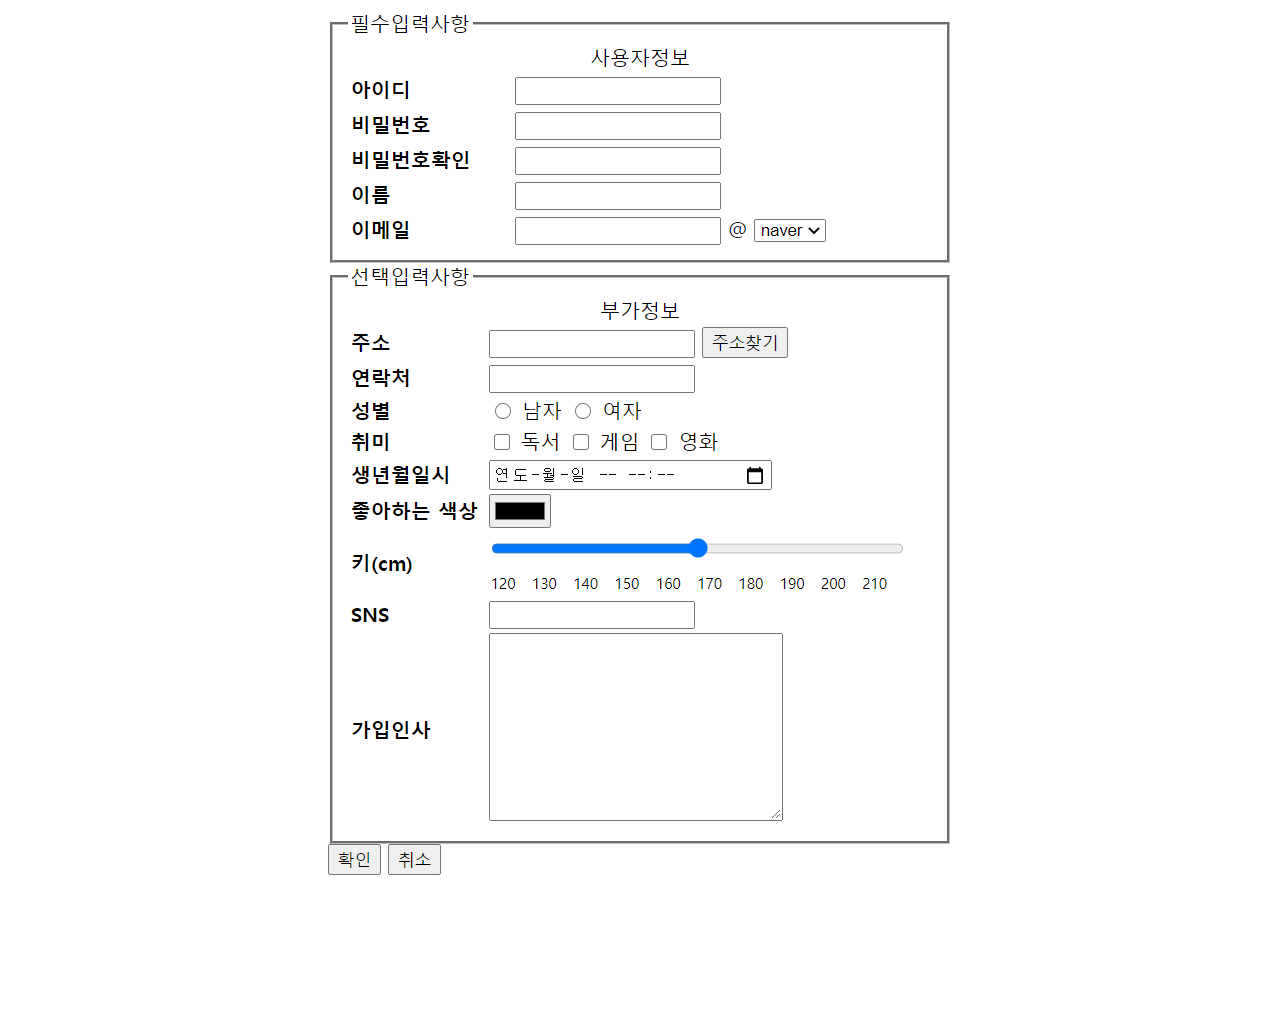 필수입력사항
사용자정보
아이디
비밀번호
비밀번호확인
이름
이메일 @ naver
선택입력사항
부가정보
주소 주소찾기
연락처
성별 남자 여자
취미 독서 게임 영화
생년월일시 연도-월-일 -- --:--
좋아하는 색상
키(cm)
120 130 140 150 160 170 180 190 200 210
SNS
가입인사
확인 취소